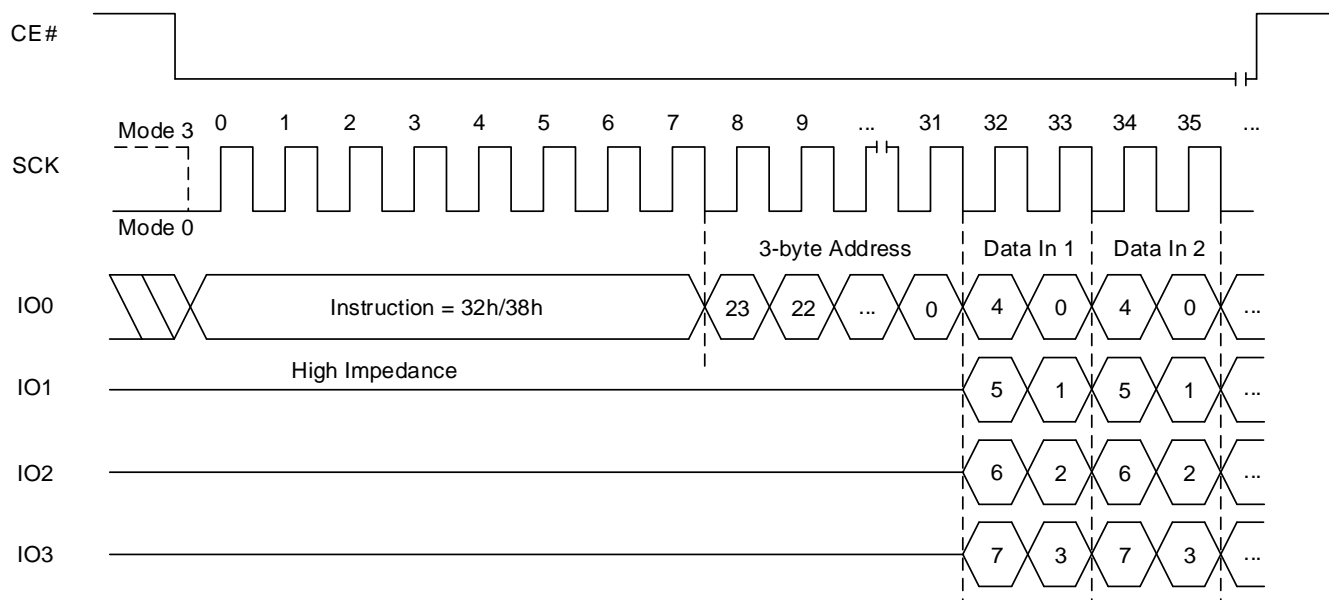 CE#
Mode 3 0 1 2 3 4 5 6 7 8 9 ... 31 32 33 34 35 ...
SCK
Mode 0
3-byte Address Data In 1 Data In 2
IO0 Instruction = 32h/38h 23 22 ... 0 4 0 4 0 ...
High Impedance
IO1 5 1 5 1 ...
IO2 6 2 6 2 ...
IO3 7 3 7 3 ...